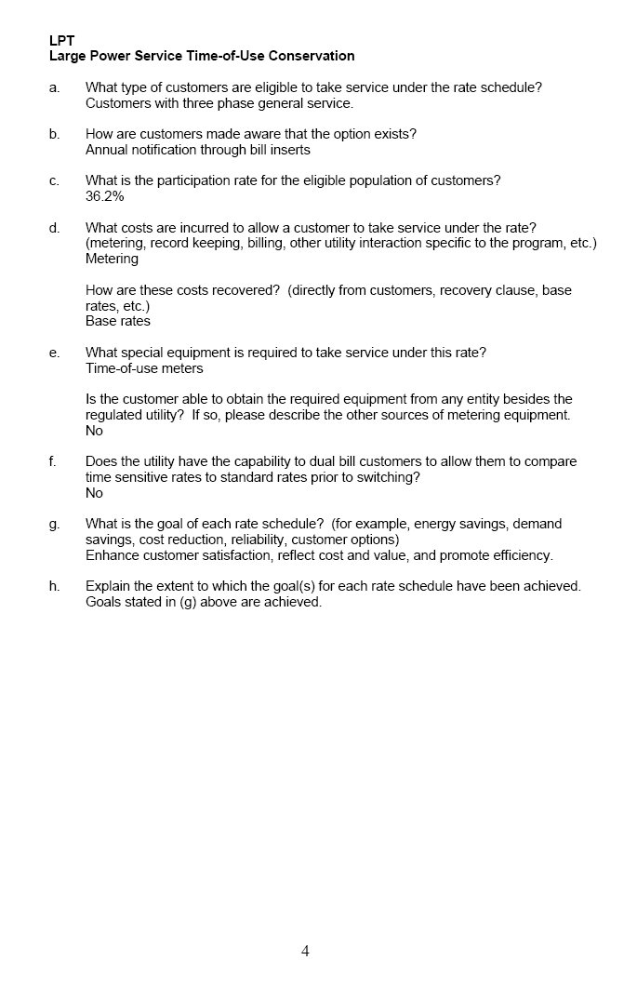 LPT
Large Power Service Time-of-Use Conservation
a. What type of customers are eligible to take service under the rate schedule?
Customers with three phase general service.
b. How are customers made aware that the option exists?
Annual notification through bill inserts
c. What is the participation rate for the eligible population of customers?
36.2%
d. What costs are incurred to allow a customer to take service under the rate?
(metering, record keeping, billing, other utility interaction specific to the program, etc.)
Metering
How are these costs recovered?  (directly from customers, recovery clause, base
rates, etc.)
Base rates
e. What special equipment is required to take service under this rate?
Time-of-use meters
Is the customer able to obtain the required equipment from any entity besides the
regulated utility?  If so, please describe the other sources of metering equipment.
No
f. Does the utility have the capability to dual bill customers to allow them to compare
time sensitive rates to standard rates prior to switching?
No
g. What is the goal of each rate schedule?  (for example, energy savings, demand
savings, cost reduction, reliability, customer options)
Enhance customer satisfaction, reflect cost and value, and promote efficiency.
h. Explain the extent to which the goal(s) for each rate schedule have been achieved.
Goals stated in (g) above are achieved.
4